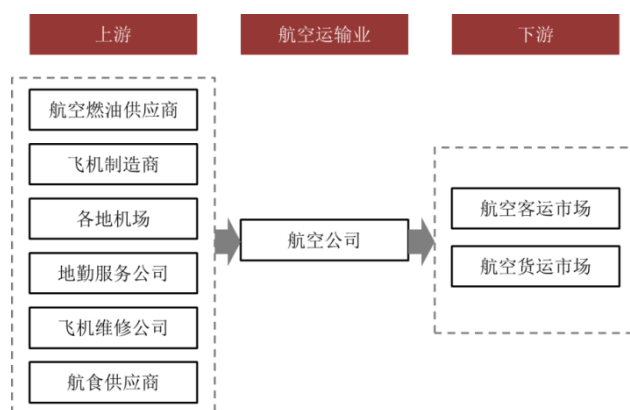 上游
航空运输业
下游
航空燃油供应商
飞机制造商
各地机场
地勤服务公司
飞机维修公司
航食供应商
航空公司
航空客运市场
航空货运市场